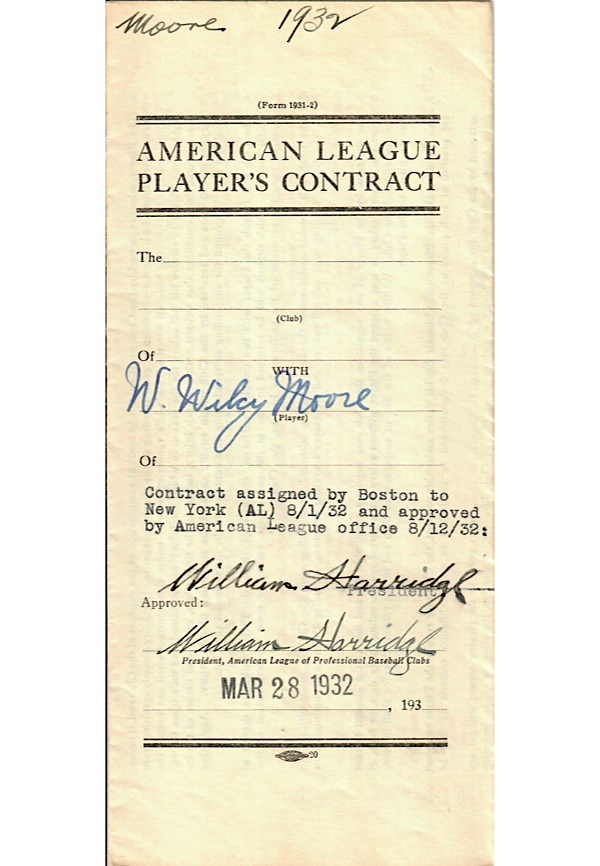 Moore 1932
(Form 1931-2)
AMERICAN LEAGUE
PLAYER'S CONTRACT
The
(Club)
Of
WITH
W. Wilcy Moore
(Player)
Of
Contract assigned by Boston to
New York (AL) 8/1/32 and approved
by American League office 8/12/32:
William Harridge
President
Approved:
William Harridge
President, American League of Professional Baseball Clubs
MAR 28 1932
, 193
20